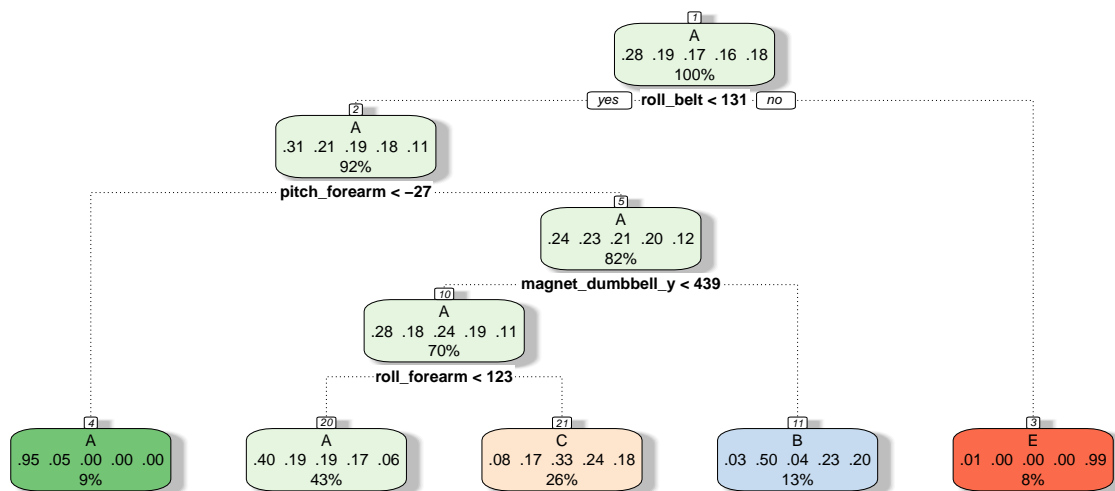 1
A
.28 .19 .17 .16 .18
100%
yes roll_belt < 131 no
2
A
.31 .21 .19 .18 .11
92%
pitch_forearm < −27
5
A
.24 .23 .21 .20 .12
82%
magnet_dumbbell_y < 439
10
A
.28 .18 .24 .19 .11
70%
roll_forearm < 123
4
A
.95 .05 .00 .00 .00
9%
20
A
.40 .19 .19 .17 .06
43%
21
C
.08 .17 .33 .24 .18
26%
11
B
.03 .50 .04 .23 .20
13%
3
E
.01 .00 .00 .00 .99
8%